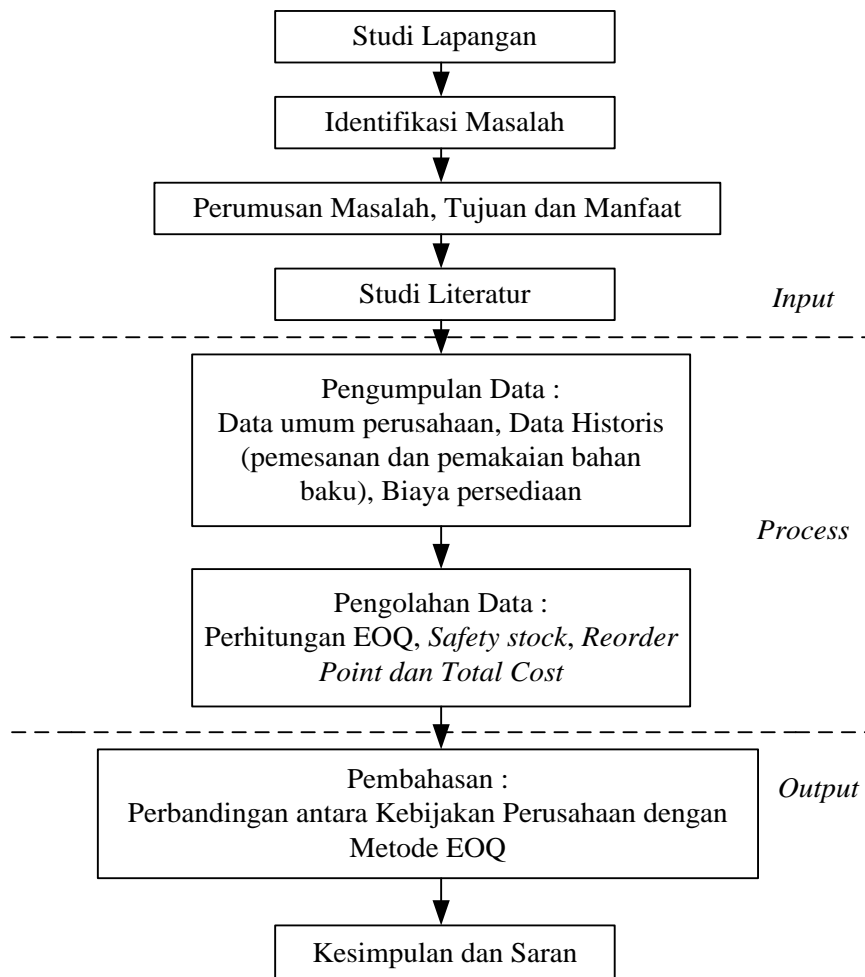 Studi Lapangan
Identifikasi Masalah
Perumusan Masalah, Tujuan dan Manfaat
Studi Literatur
Input
Pengumpulan Data :
Data umum perusahaan, Data Historis
(pemesanan dan pemakaian bahan
baku), Biaya persediaan
Process
Pengolahan Data :
Perhitungan EOQ, Safety stock, Reorder
Point dan Total Cost
Pembahasan :
Perbandingan antara Kebijakan Perusahaan dengan
Metode EOQ
Output
Kesimpulan dan Saran